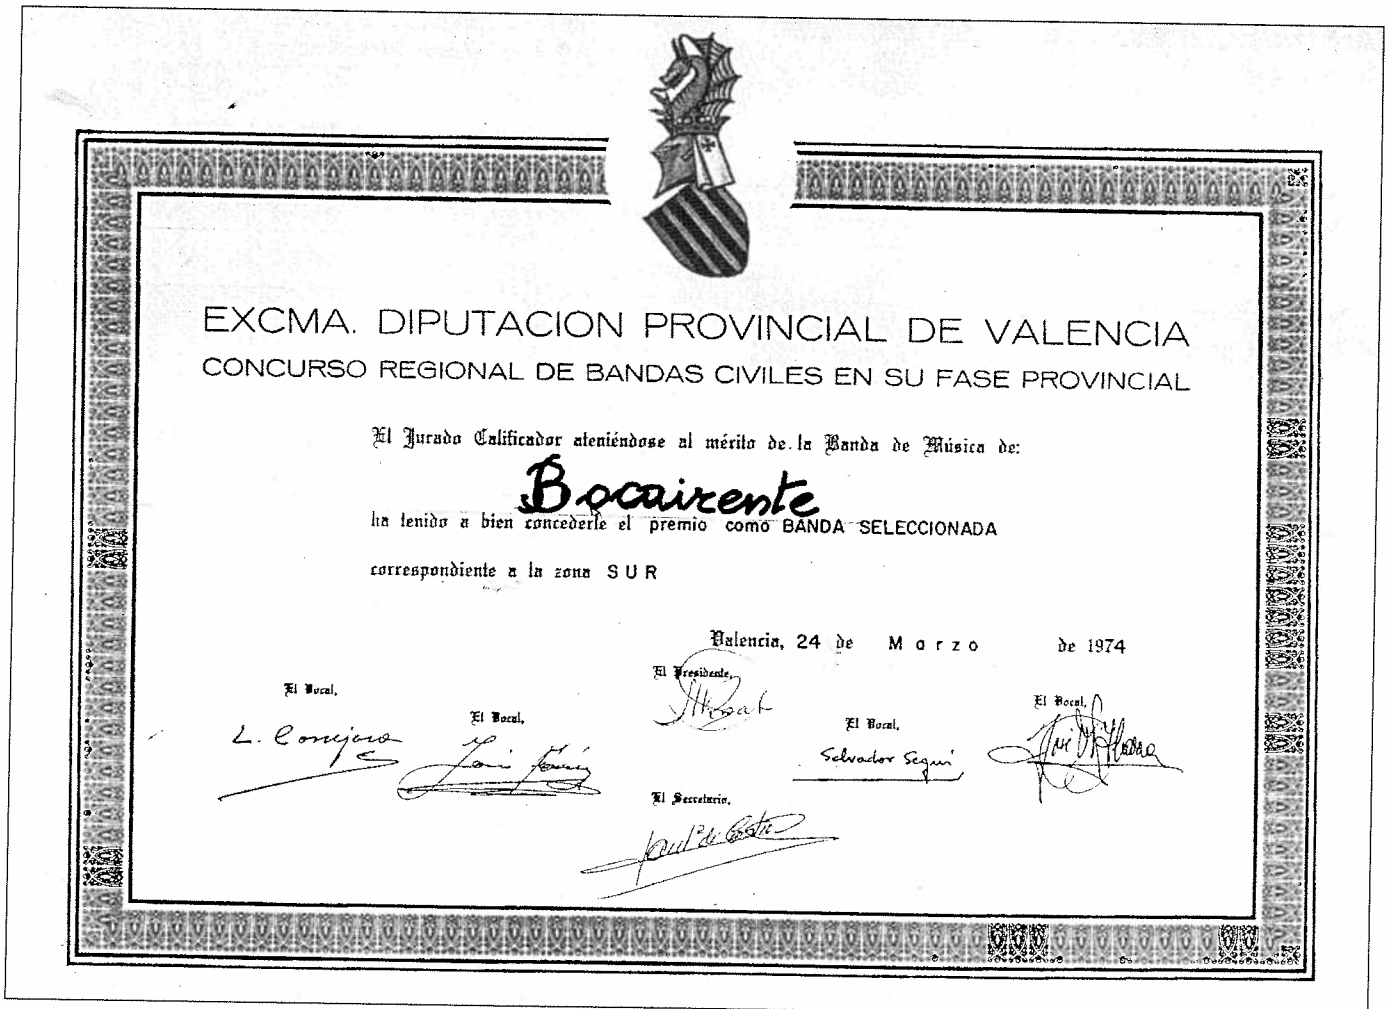 EXCMA. DIPUTACION PROVINCIAL DE VALENCIA
CONCURSO REGIONAL DE BANDAS CIVILES EN SU FASE PROVINCIAL
El Jurado Calificador ateniéndose al mérito de la Banda de Música de:
Bocairente
ha tenido a bien concederle el premio como BANDA SELECCIONADA
correspondiente a la zona SUR
Valencia, 24 de Marzo de 1974
El Presidente,
El Vocal,
L. Conejero
El Vocal,
El Vocal,
Salvador Seguí
El Vocal,
El Secretario,